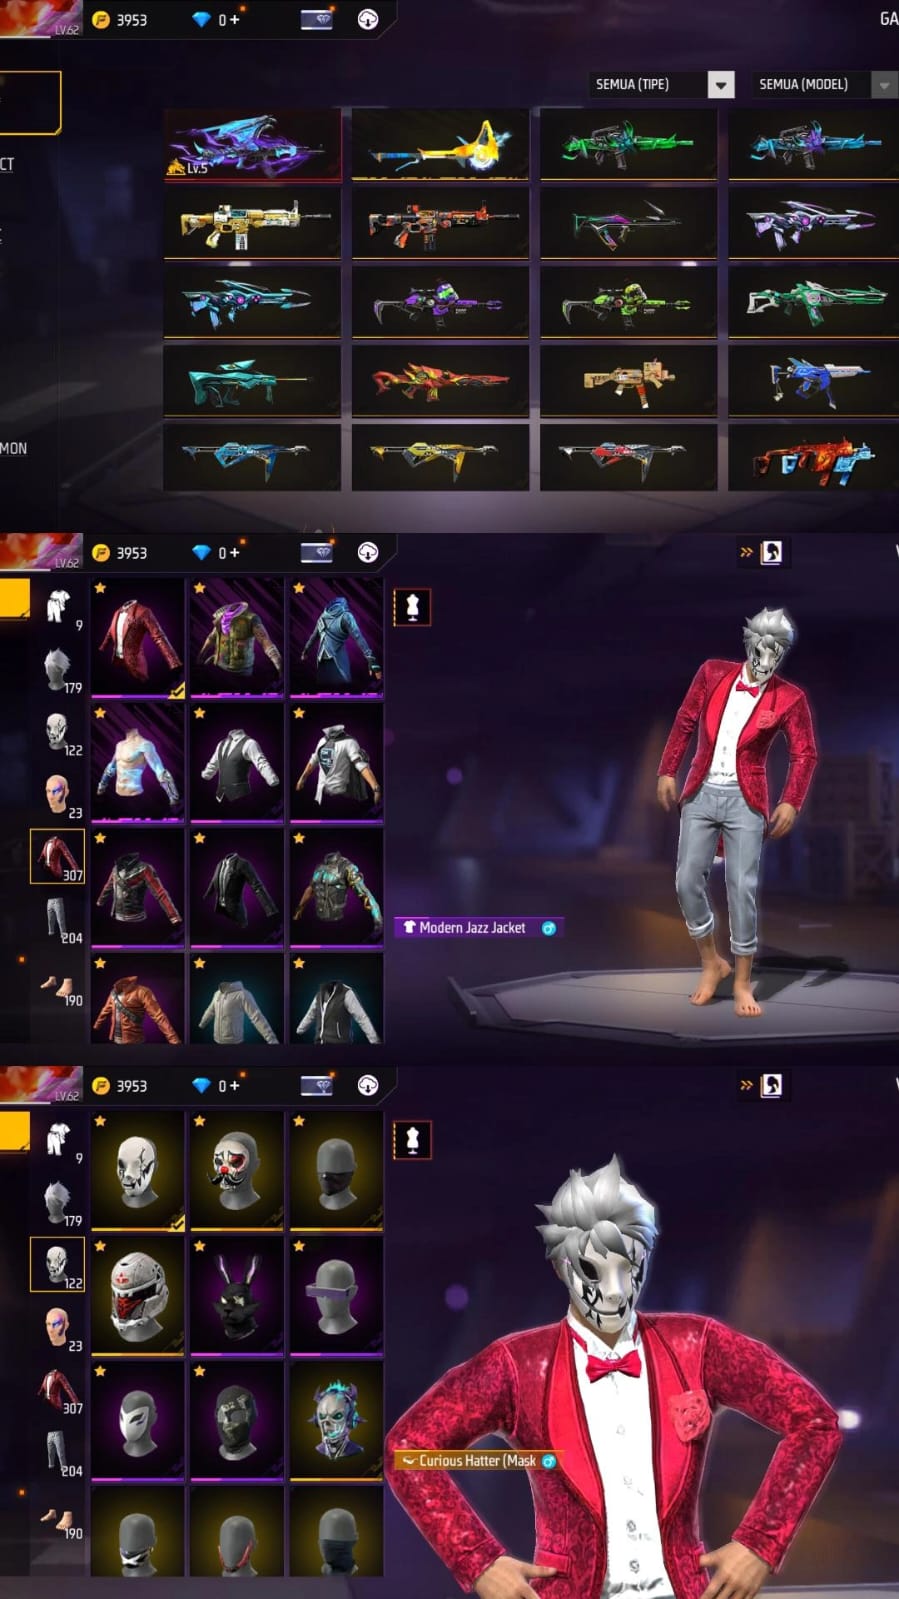 LV.62 3953 0+ GA
SEMUA (TIPE) SEMUA (MODEL)
Lv.5
CT
MON
LV.62 3953 0+
9
179
122
23
307
204
Modern Jazz Jacket
190
LV.62 3953 0+
9
179
122
23
307
204
Curious Hatter (Mask
190